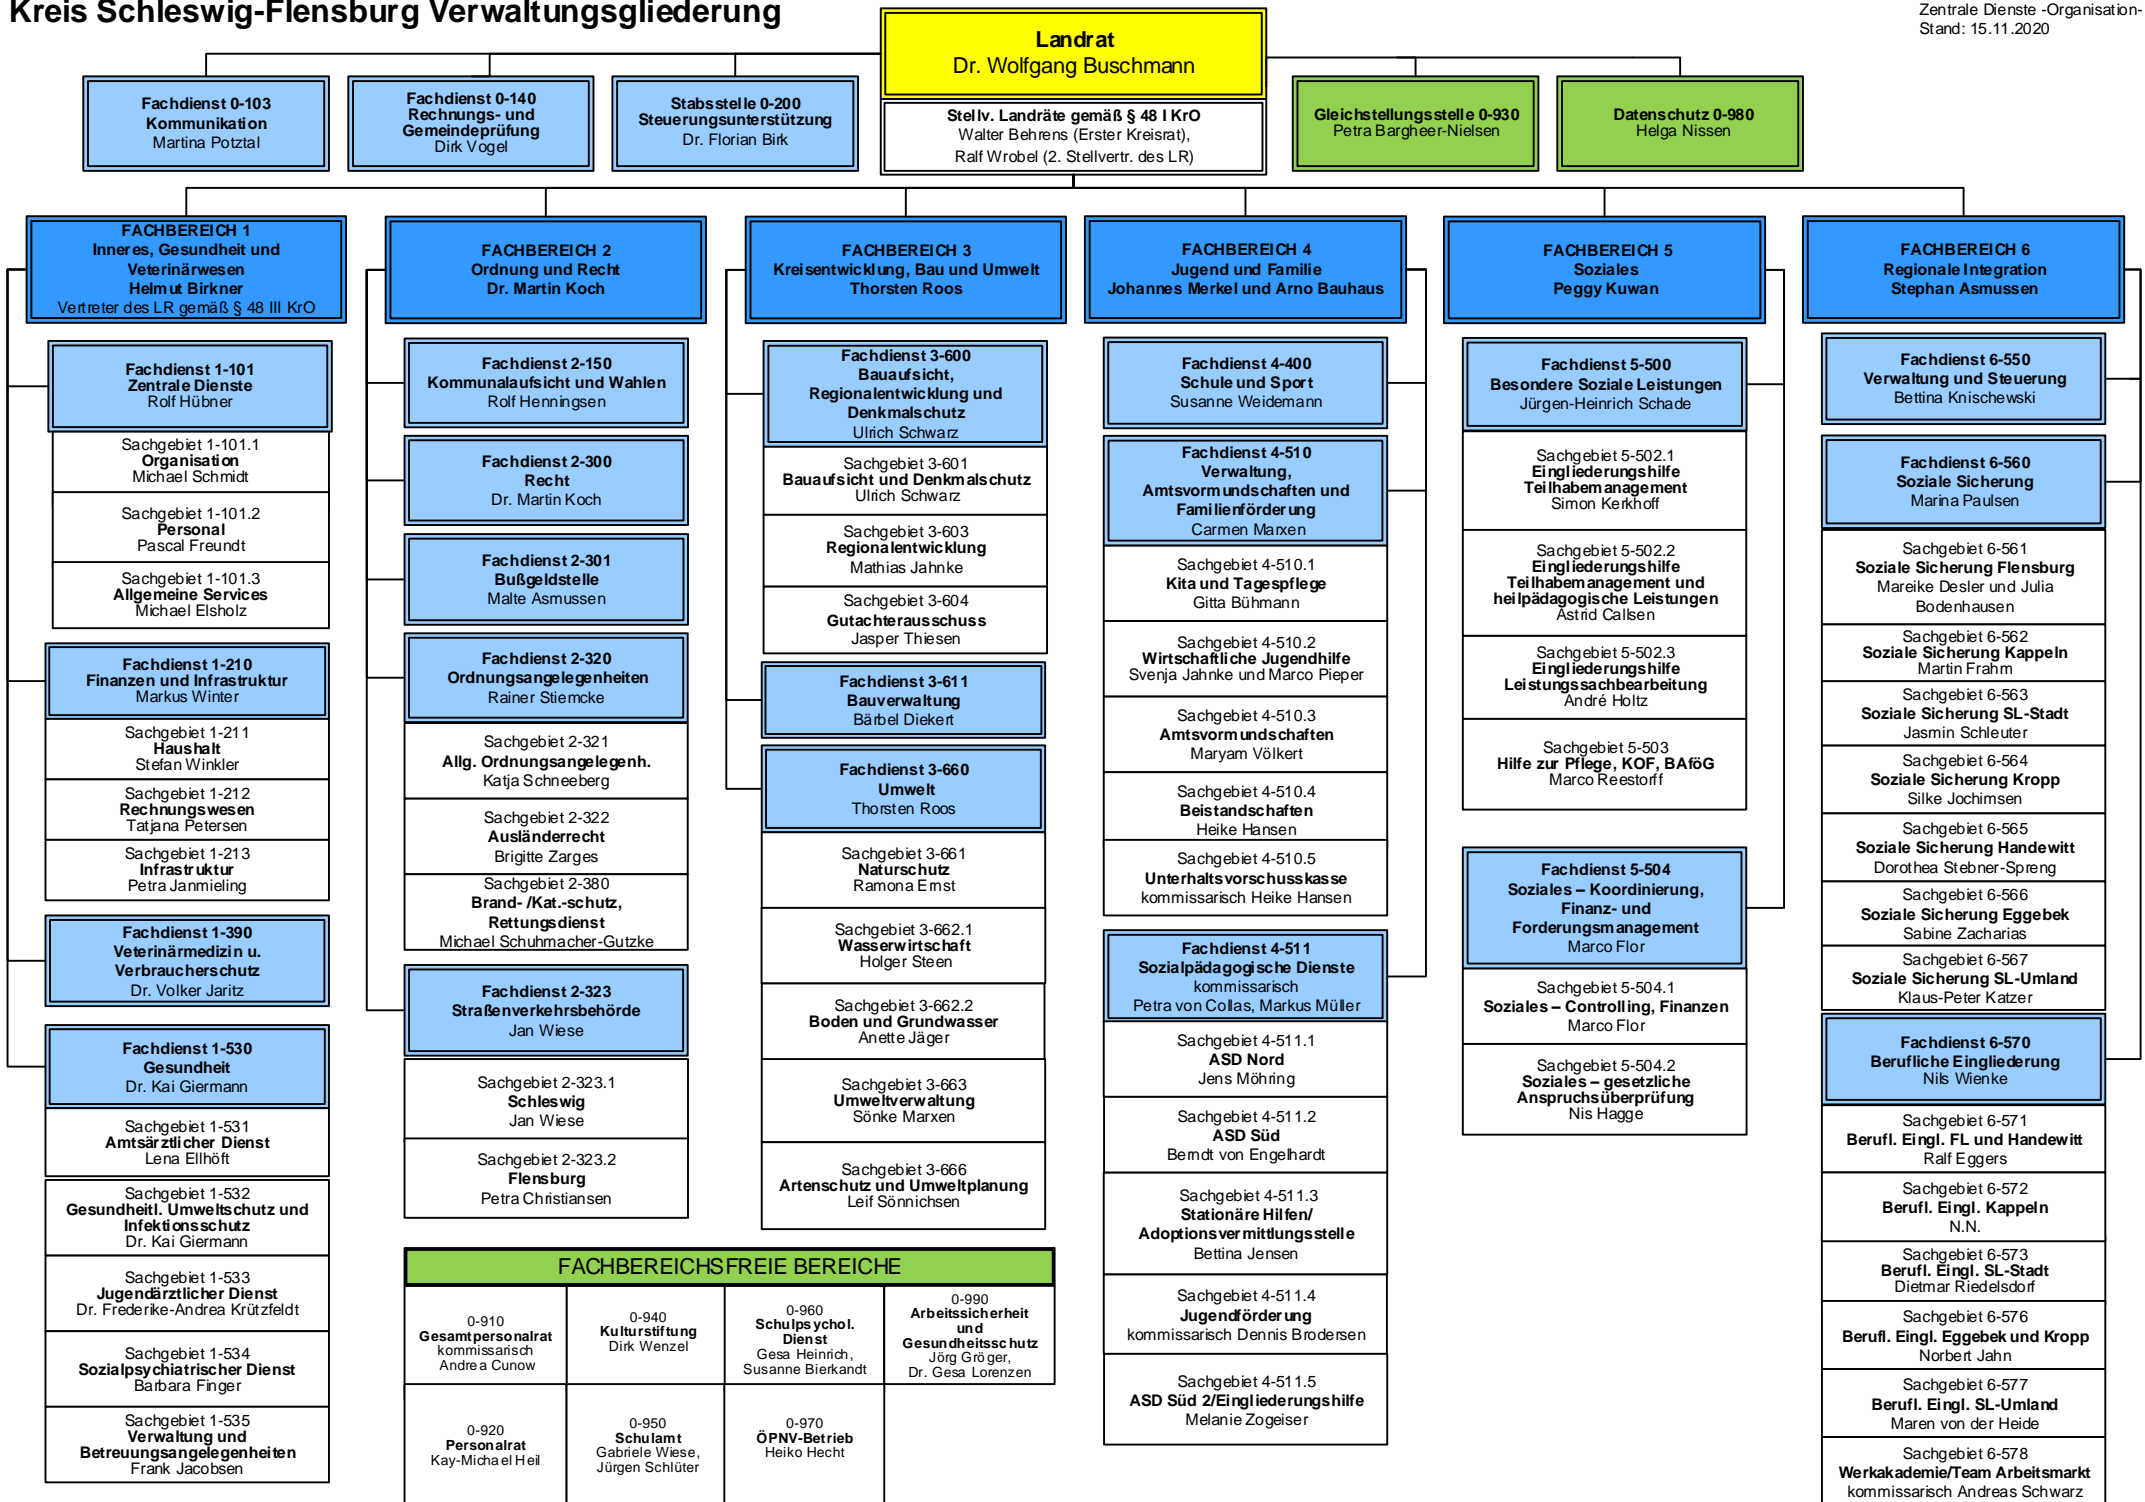 Kreis Schleswig-Flensburg Verwaltungsgliederung
Zentrale Dienste -Organisation-
Stand: 15.11.2020
Landrat
Dr. Wolfgang Buschmann
Stellv. Landräte gemäß § 48 I KrO
Walter Behrens (Erster Kreisrat),
Ralf Wrobel (2. Stellvertr. des LR)
Fachdienst 0-103
Kommunikation
Martina Potztal
Fachdienst 0-140
Rechnungs- und
Gemeindeprüfung
Dirk Vogel
Stabsstelle 0-200
Steuerungsunterstützung
Dr. Florian Birk
Gleichstellungsstelle 0-930
Petra Bargheer-Nielsen
Datenschutz 0-980
Helga Nissen
FACHBEREICH 1
Inneres, Gesundheit und
Veterinärwesen
Helmut Birkner
Vertreter des LR gemäß § 48 III KrO
Fachdienst 1-101
Zentrale Dienste
Rolf Hübner
Sachgebiet 1-101.1
Organisation
Michael Schmidt
Sachgebiet 1-101.2
Personal
Pascal Freundt
Sachgebiet 1-101.3
Allgemeine Services
Michael Elsholz
Fachdienst 1-210
Finanzen und Infrastruktur
Markus Winter
Sachgebiet 1-211
Haushalt
Stefan Winkler
Sachgebiet 1-212
Rechnungswesen
Tatjana Petersen
Sachgebiet 1-213
Infrastruktur
Petra Janmieling
Fachdienst 1-390
Veterinärmedizin u.
Verbraucherschutz
Dr. Volker Jaritz
Fachdienst 1-530
Gesundheit
Dr. Kai Giermann
Sachgebiet 1-531
Amtsärztlicher Dienst
Lena Ellhöft
Sachgebiet 1-532
Gesundheitl. Umweltschutz und
Infektionsschutz
Dr. Kai Giermann
Sachgebiet 1-533
Jugendärztlicher Dienst
Dr. Frederike-Andrea Krützfeldt
Sachgebiet 1-534
Sozialpsychiatrischer Dienst
Barbara Finger
Sachgebiet 1-535
Verwaltung und
Betreuungsangelegenheiten
Frank Jacobsen
FACHBEREICH 2
Ordnung und Recht
Dr. Martin Koch
Fachdienst 2-150
Kommunalaufsicht und Wahlen
Rolf Henningsen
Fachdienst 2-300
Recht
Dr. Martin Koch
Fachdienst 2-301
Bußgeldstelle
Malte Asmussen
Fachdienst 2-320
Ordnungsangelegenheiten
Rainer Stiemcke
Sachgebiet 2-321
Allg. Ordnungsangelegenh.
Katja Schneeberg
Sachgebiet 2-322
Ausländerrecht
Brigitte Zarges
Sachgebiet 2-380
Brand- /Kat.-schutz,
Rettungsdienst
Michael Schuhmacher-Gutzke
Fachdienst 2-323
Straßenverkehrsbehörde
Jan Wiese
Sachgebiet 2-323.1
Schleswig
Jan Wiese
Sachgebiet 2-323.2
Flensburg
Petra Christiansen
FACHBEREICH 3
Kreisentwicklung, Bau und Umwelt
Thorsten Roos
Fachdienst 3-600
Bauaufsicht,
Regionalentwicklung und
Denkmalschutz
Ulrich Schwarz
Sachgebiet 3-601
Bauaufsicht und Denkmalschutz
Ulrich Schwarz
Sachgebiet 3-603
Regionalentwicklung
Mathias Jahnke
Sachgebiet 3-604
Gutachterausschuss
Jasper Thiesen
Fachdienst 3-611
Bauverwaltung
Bärbel Diekert
Fachdienst 3-660
Umwelt
Thorsten Roos
Sachgebiet 3-661
Naturschutz
Ramona Ernst
Sachgebiet 3-662.1
Wasserwirtschaft
Holger Steen
Sachgebiet 3-662.2
Boden und Grundwasser
Anette Jäger
Sachgebiet 3-663
Umweltverwaltung
Sönke Marxen
Sachgebiet 3-666
Artenschutz und Umweltplanung
Leif Sönnichsen
FACHBEREICH 4
Jugend und Familie
Johannes Merkel und Arno Bauhaus
Fachdienst 4-400
Schule und Sport
Susanne Weidemann
Fachdienst 4-510
Verwaltung,
Amtsvormundschaften und
Familienförderung
Carmen Marxen
Sachgebiet 4-510.1
Kita und Tagespflege
Gitta Bühmann
Sachgebiet 4-510.2
Wirtschaftliche Jugendhilfe
Svenja Jahnke und Marco Pieper
Sachgebiet 4-510.3
Amtsvormundschaften
Maryam Völkert
Sachgebiet 4-510.4
Beistandschaften
Heike Hansen
Sachgebiet 4-510.5
Unterhaltsvorschusskasse
kommissarisch Heike Hansen
Fachdienst 4-511
Sozialpädagogische Dienste
kommissarisch
Petra von Collas, Markus Müller
Sachgebiet 4-511.1
ASD Nord
Jens Möhring
Sachgebiet 4-511.2
ASD Süd
Berndt von Engelhardt
Sachgebiet 4-511.3
Stationäre Hilfen/
Adoptionsvermittlungsstelle
Bettina Jensen
Sachgebiet 4-511.4
Jugendförderung
kommissarisch Dennis Brodersen
Sachgebiet 4-511.5
ASD Süd 2/Eingliederungshilfe
Melanie Zogeiser
FACHBEREICH 5
Soziales
Peggy Kuwan
Fachdienst 5-500
Besondere Soziale Leistungen
Jürgen-Heinrich Schade
Sachgebiet 5-502.1
Eingliederungshilfe
Teilhabemanagement
Simon Kerkhoff
Sachgebiet 5-502.2
Eingliederungshilfe
Teilhabemanagement und
heilpädagogische Leistungen
Astrid Callsen
Sachgebiet 5-502.3
Eingliederungshilfe
Leistungssachbearbeitung
André Holtz
Sachgebiet 5-503
Hilfe zur Pflege, KOF, BAföG
Marco Reestorff
Fachdienst 5-504
Soziales – Koordinierung,
Finanz- und
Forderungsmanagement
Marco Flor
Sachgebiet 5-504.1
Soziales – Controlling, Finanzen
Marco Flor
Sachgebiet 5-504.2
Soziales – gesetzliche
Anspruchsüberprüfung
Nis Hagge
FACHBEREICH 6
Regionale Integration
Stephan Asmussen
Fachdienst 6-550
Verwaltung und Steuerung
Bettina Knischewski
Fachdienst 6-560
Soziale Sicherung
Marina Paulsen
Sachgebiet 6-561
Soziale Sicherung Flensburg
Mareike Desler und Julia
Bodenhausen
Sachgebiet 6-562
Soziale Sicherung Kappeln
Martin Frahm
Sachgebiet 6-563
Soziale Sicherung SL-Stadt
Jasmin Schleuter
Sachgebiet 6-564
Soziale Sicherung Kropp
Silke Jochimsen
Sachgebiet 6-565
Soziale Sicherung Handewitt
Dorothea Stebner-Spreng
Sachgebiet 6-566
Soziale Sicherung Eggebek
Sabine Zacharias
Sachgebiet 6-567
Soziale Sicherung SL-Umland
Klaus-Peter Katzer
Fachdienst 6-570
Berufliche Eingliederung
Nils Wienke
Sachgebiet 6-571
Berufl. Eingl. FL und Handewitt
Ralf Eggers
Sachgebiet 6-572
Berufl. Eingl. Kappeln
N.N.
Sachgebiet 6-573
Berufl. Eingl. SL-Stadt
Dietmar Riedelsdorf
Sachgebiet 6-576
Berufl. Eingl. Eggebek und Kropp
Norbert Jahn
Sachgebiet 6-577
Berufl. Eingl. SL-Umland
Maren von der Heide
Sachgebiet 6-578
Werkakademie/Team Arbeitsmarkt
kommissarisch Andreas Schwarz
FACHBEREICHSFREIE BEREICHE
0-910
Gesamtpersonalrat
kommissarisch
Andrea Cunow
0-940
Kulturstiftung
Dirk Wenzel
0-960
Schulpsychol.
Dienst
Gesa Heinrich,
Susanne Bierkandt
0-990
Arbeitssicherheit
und
Gesundheitsschutz
Jörg Gröger,
Dr. Gesa Lorenzen
0-920
Personalrat
Kay-Michael Heil
0-950
Schulamt
Gabriele Wiese,
Jürgen Schlüter
0-970
ÖPNV-Betrieb
Heiko Hecht